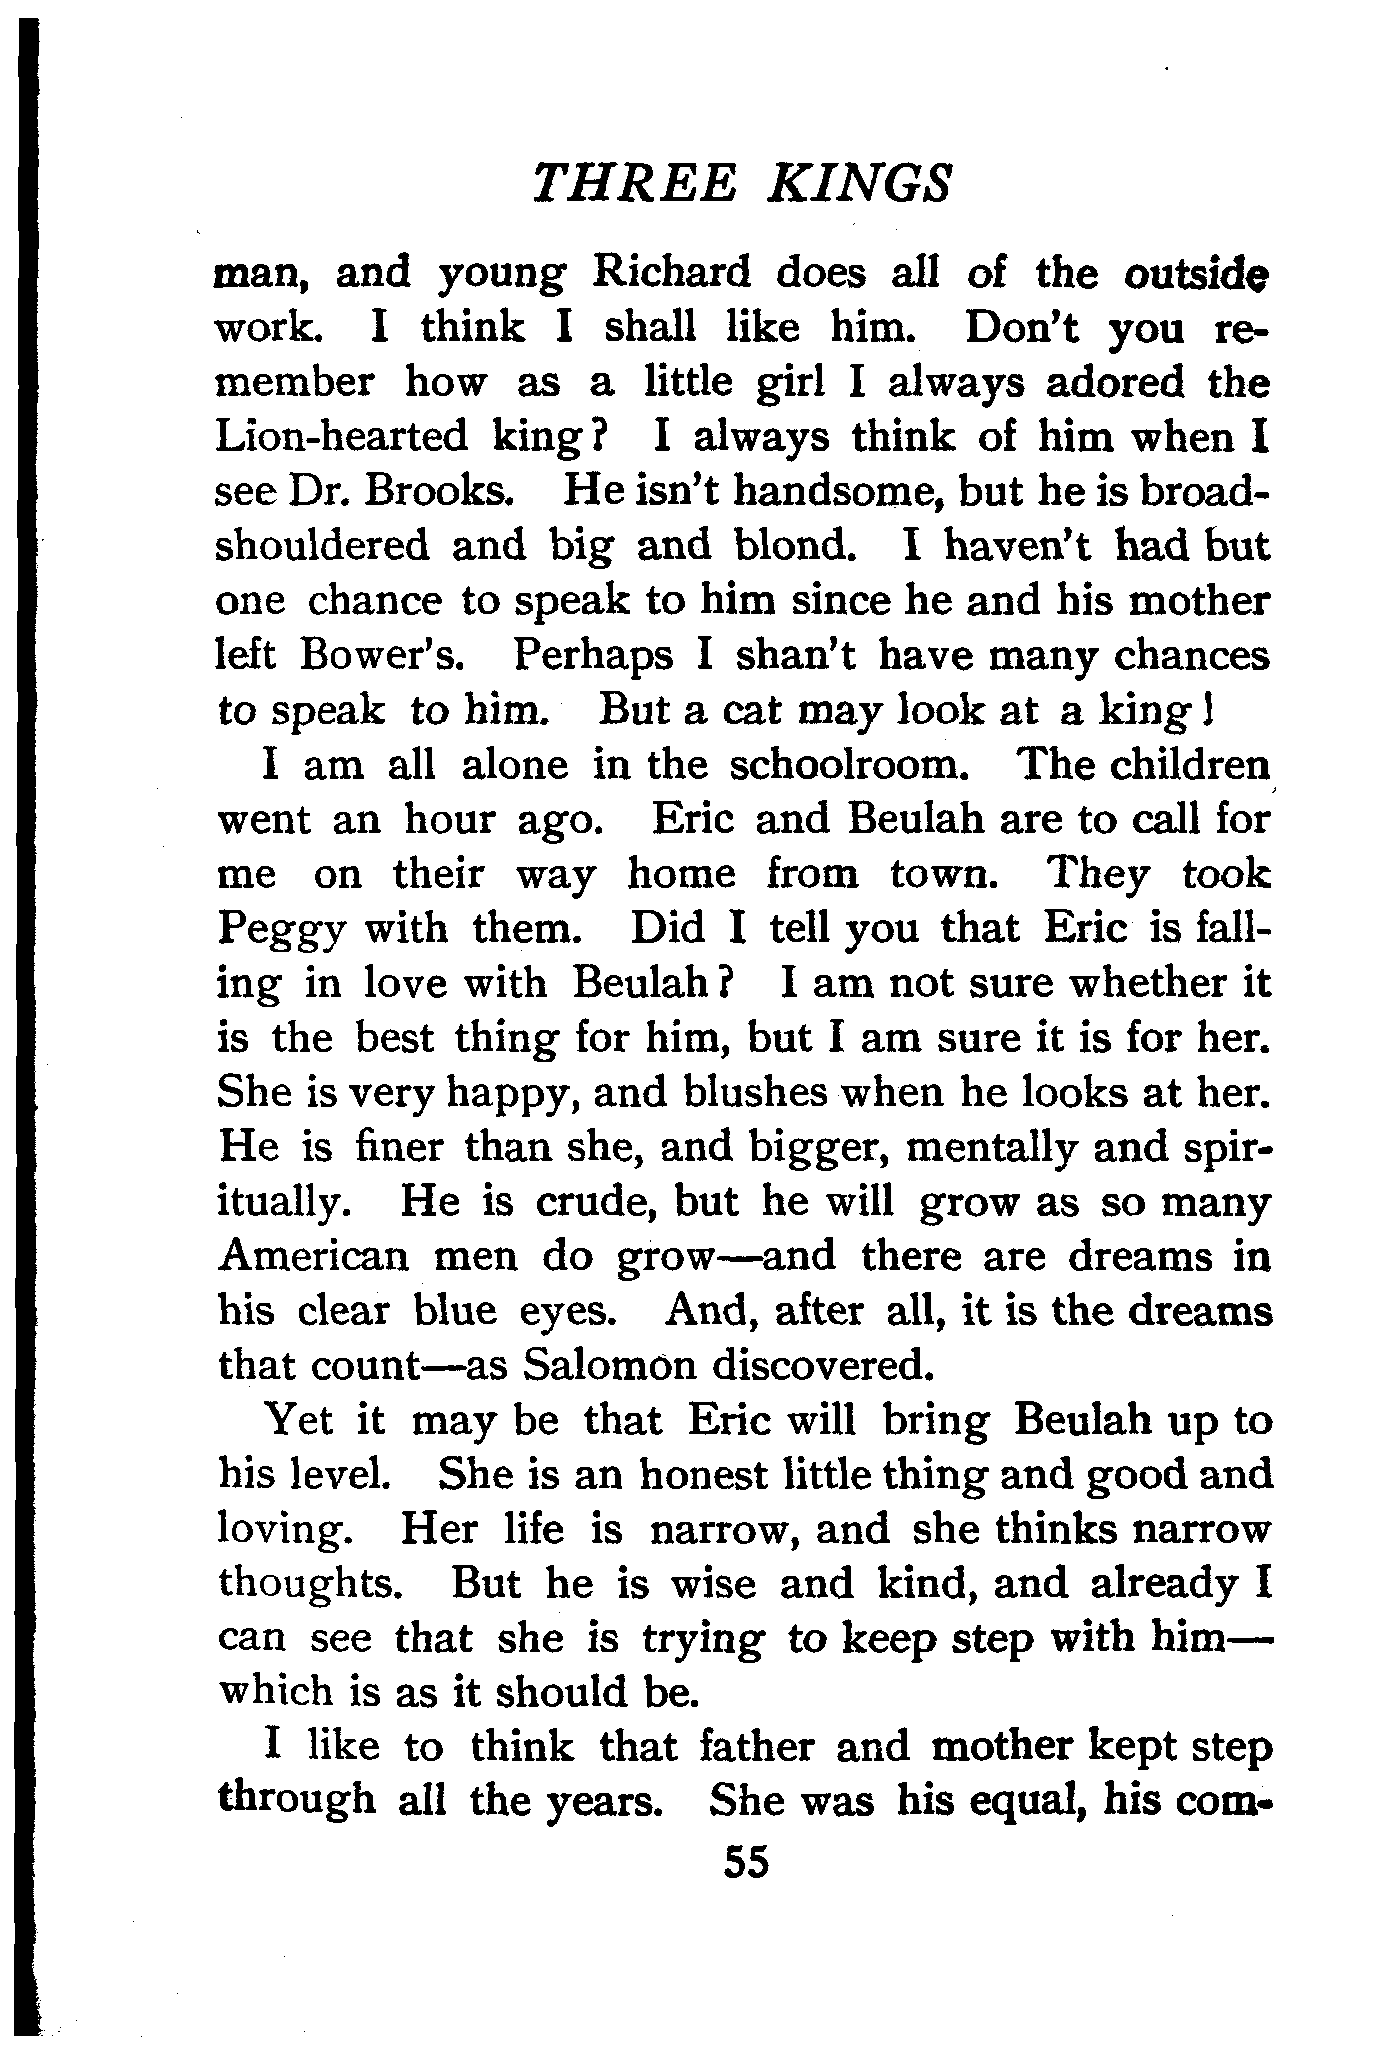 THREE KINGS
man, and young Richard does all of the outside
work. I think I shall like him. Don't you re-
member how as a little girl I always adored the
Lion-hearted king? I always think of him when I
see Dr. Brooks. He isn't handsome, but he is broad-
shouldered and big and blond. I haven't had but
one chance to speak to him since he and his mother
left Bower's. Perhaps I shan't have many chances
to speak to him. But a cat may look at a king!
I am all alone in the schoolroom. The children
went an hour ago. Eric and Beulah are to call for
me on their way home from town. They took
Peggy with them. Did I tell you that Eric is fall-
ing in love with Beulah? I am not sure whether it
is the best thing for him, but I am sure it is for her.
She is very happy, and blushes when he looks at her.
He is finer than she, and bigger, mentally and spir-
itually. He is crude, but he will grow as so many
American men do grow—and there are dreams in
his clear blue eyes. And, after all, it is the dreams
that count—as Salomon discovered.
Yet it may be that Eric will bring Beulah up to
his level. She is an honest little thing and good and
loving. Her life is narrow, and she thinks narrow
thoughts. But he is wise and kind, and already I
can see that she is trying to keep step with him—
which is as it should be.
I like to think that father and mother kept step
through all the years. She was his equal, his com-
55